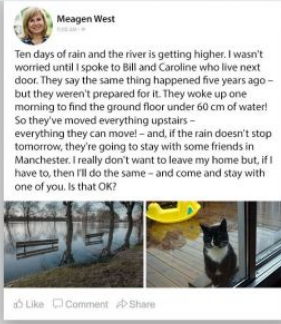 Meagen West
Ten days of rain and the river is getting higher. I wasn't
worried until I spoke to Bill and Caroline who live next
door. They say the same thing happened five years ago –
but they weren't prepared for it. They woke up one
morning to find the ground floor under 60 cm of water!
So they've moved everything upstairs –
everything they can move! – and, if the rain doesn't stop
tomorrow, they're going to stay with some friends in
Manchester. I really don't want to leave my home but, if I
have to, then I'll do the same – and come and stay with
one of you. Is that OK?
Like Comment Share